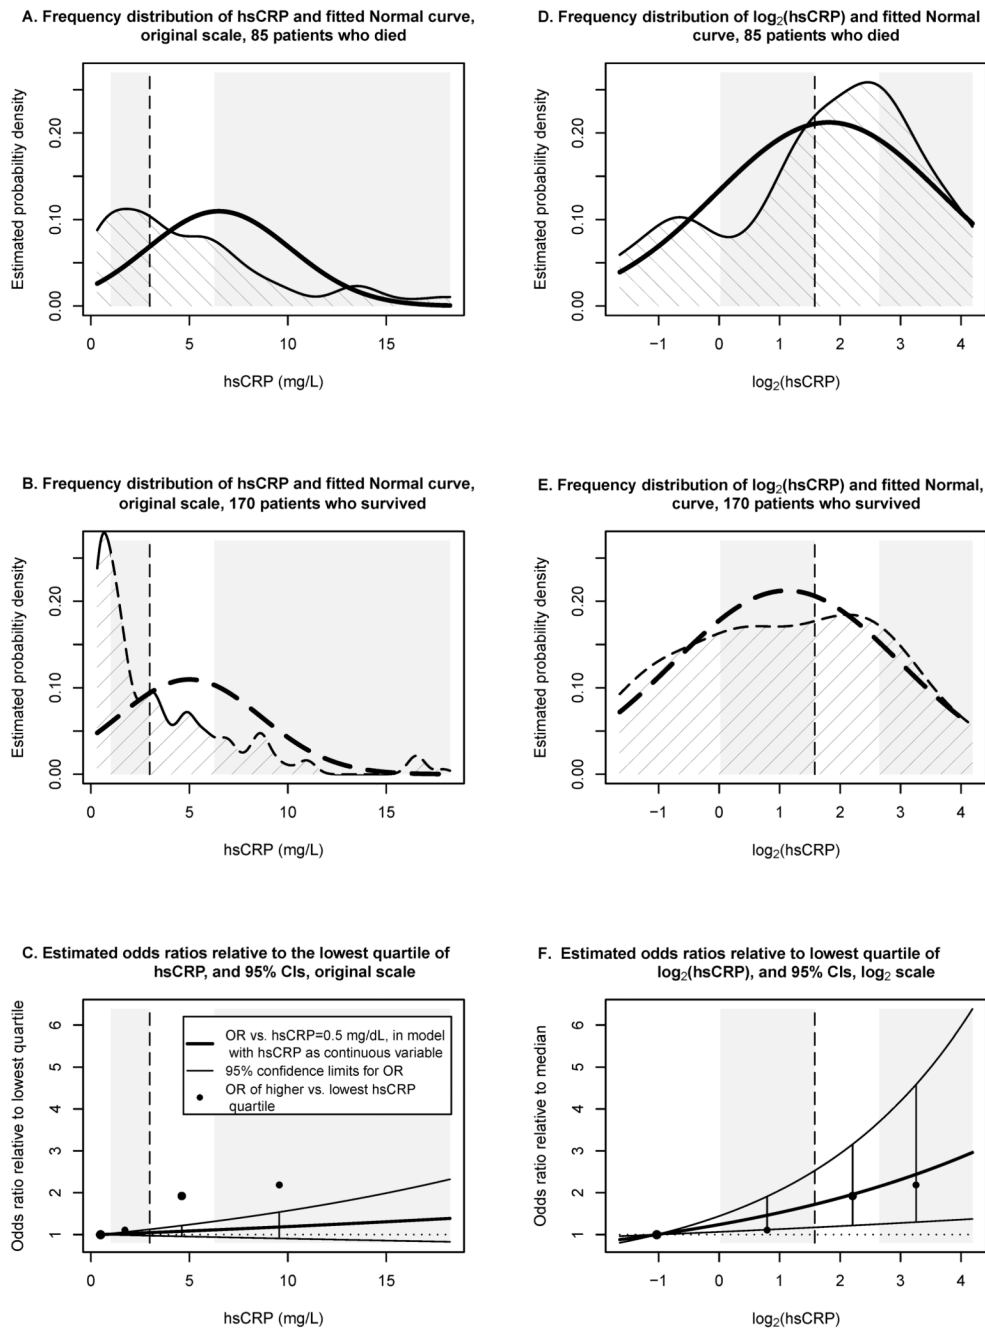 A. Frequency distribution of hsCRP and fitted Normal curve,
original scale, 85 patients who died
Estimated probability density
0.00 0.10 0.20
0 5 10 15
hsCRP (mg/L)
D. Frequency distribution of log₂(hsCRP) and fitted Normal
curve, 85 patients who died
Estimated probability density
0.00 0.10 0.20
−1 0 1 2 3 4
log₂(hsCRP)
B. Frequency distribution of hsCRP and fitted Normal curve,
original scale, 170 patients who survived
Estimated probability density
0.00 0.10 0.20
0 5 10 15
hsCRP (mg/L)
E. Frequency distribution of log₂(hsCRP) and fitted Normal,
curve, 170 patients who survived
Estimated probability density
0.00 0.10 0.20
−1 0 1 2 3 4
log₂(hsCRP)
C. Estimated odds ratios relative to the lowest quartile of
hsCRP, and 95% CIs, original scale
Odds ratio relative to lowest quartile
1 2 3 4 5 6
OR vs. hsCRP=0.5 mg/dL, in model
with hsCRP as continuous variable
95% confidence limits for OR
OR of higher vs. lowest hsCRP
quartile
0 5 10 15
hsCRP (mg/L)
F. Estimated odds ratios relative to lowest quartile of
log₂(hsCRP), and 95% CIs, log₂ scale
Odds ratio relative to median
1 2 3 4 5 6
−1 0 1 2 3 4
log₂(hsCRP)